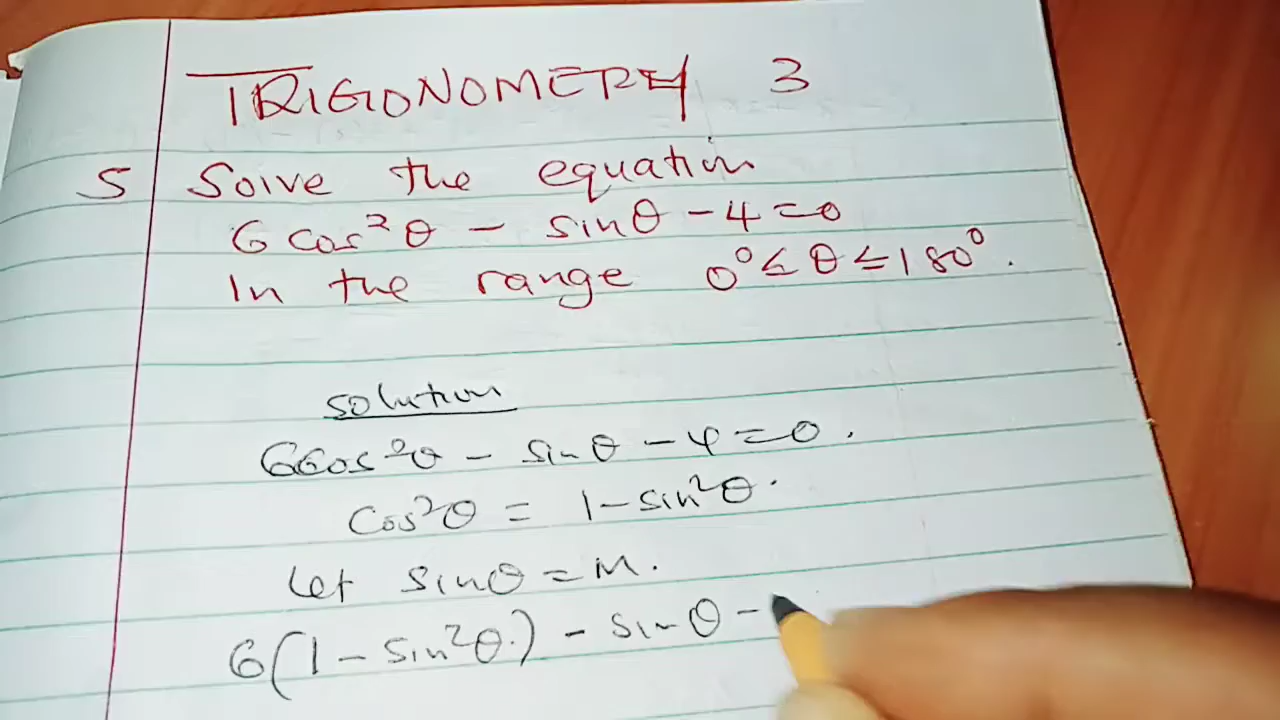 TRIGONOMETRY 3
5 Solve the equation
6 cos²θ - sinθ - 4 = 0
In the range 0° ≤ θ ≤ 180°.
solution
6Cos²θ - sinθ - 4 = 0.
Cos²θ = 1 - sin²θ.
Let sinθ = M.
6(1 - sin²θ.) - sinθ -